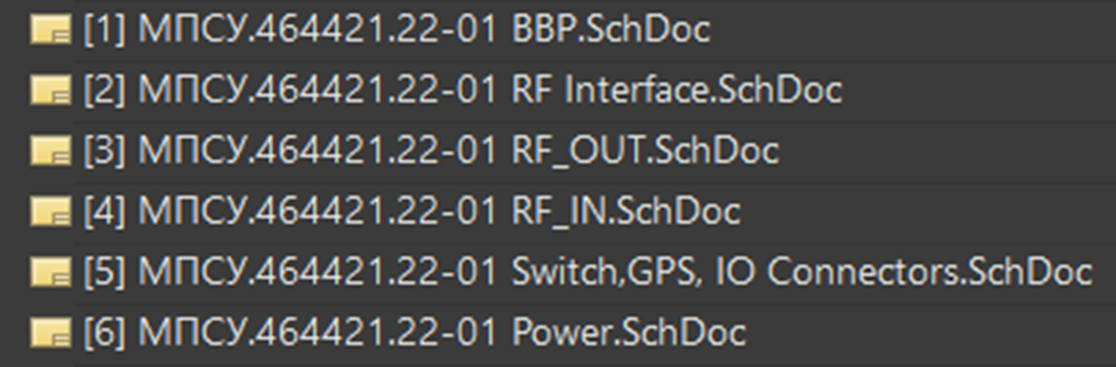 [1] МПСУ.464421.22-01 BBP.SchDoc
[2] МПСУ.464421.22-01 RF Interface.SchDoc
[3] МПСУ.464421.22-01 RF_OUT.SchDoc
[4] МПСУ.464421.22-01 RF_IN.SchDoc
[5] МПСУ.464421.22-01 Switch,GPS, IO Connectors.SchDoc
[6] МПСУ.464421.22-01 Power.SchDoc